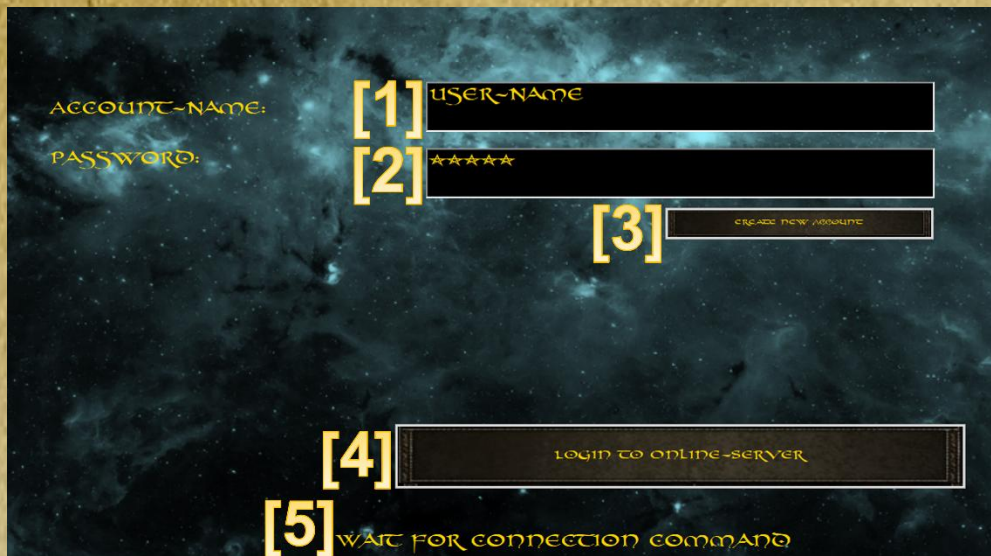 ACCOUNT-NAME: [1] USER-NAME
PASSWORD: [2] *****
[3] CREATE NEW ACCOUNT
[4] LOGIN TO ONLINE-SERVER
[5] WAIT FOR CONNECTION COMMAND